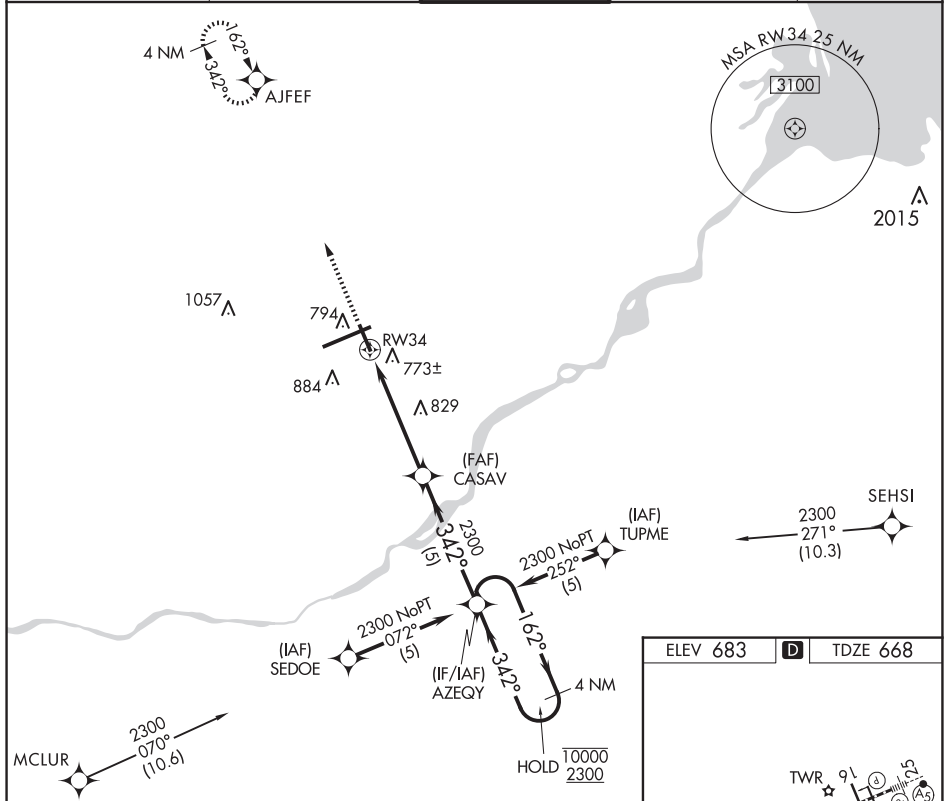 4 NM
162°
342°
AJFEF
MSA RW34 25 NM
3100
2015
1057
794
RW34
773±
884
829
(FAF)
CASAV
SEHSI
2300
271°
(10.3)
(IAF)
TUPME
2300 NoPT
252°
(5)
2300
342°
(5)
2300 NoPT
072°
(5)
(IAF)
SEDOE
(IF/IAF)
AZEQY
162°
342°
4 NM
HOLD 10000
2300
2300
070°
(10.6)
MCLUR
ELEV 683 D TDZE 668
TWR
16
25
P
A5